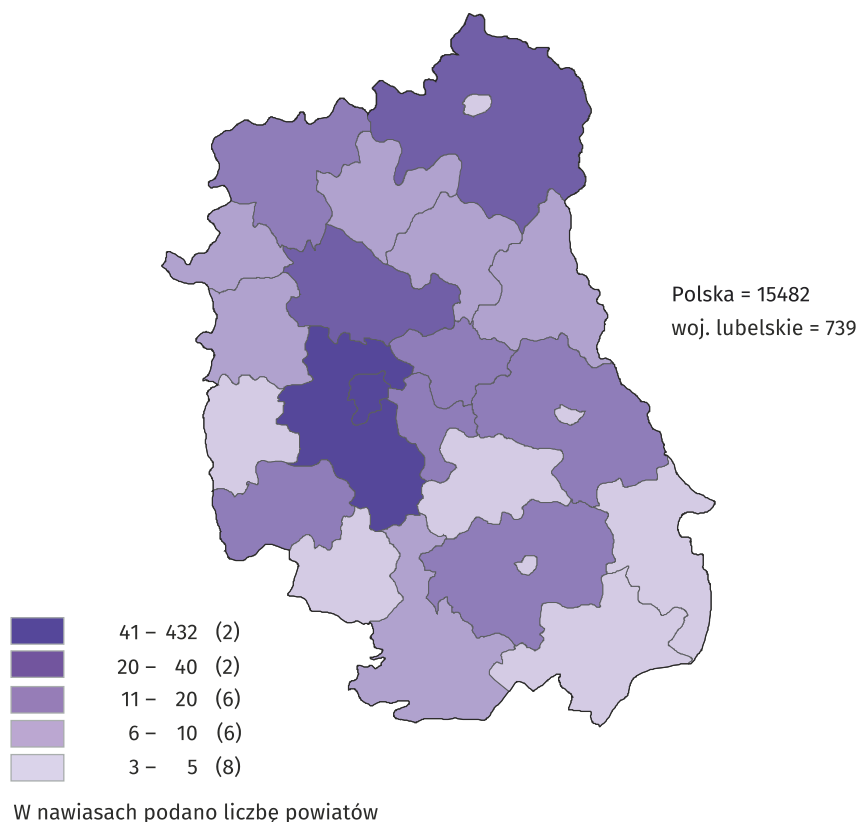 Polska = 15482
woj. lubelskie = 739
41 – 432 (2)
20 – 40 (2)
11 – 20 (6)
6 – 10 (6)
3 – 5 (8)
W nawiasach podano liczbę powiatów